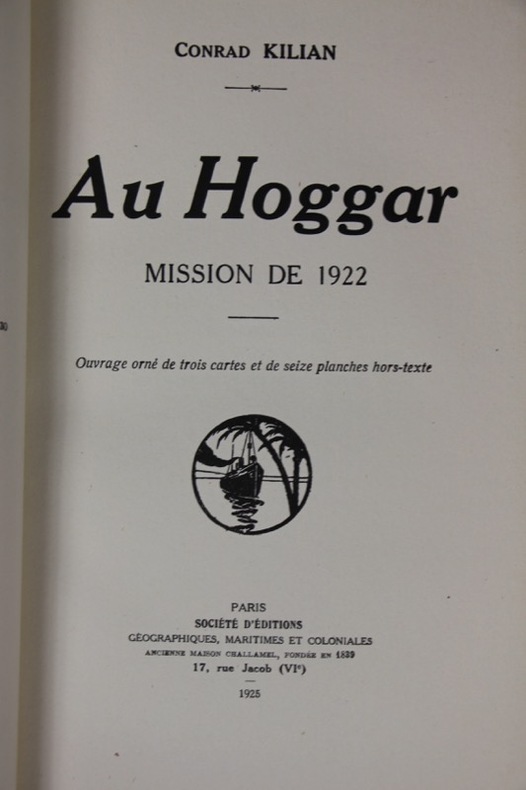 CONRAD KILIAN
Au Hoggar
MISSION DE 1922
Ouvrage orné de trois cartes et de seize planches hors-texte
PARIS
SOCIÉTÉ D'ÉDITIONS
GÉOGRAPHIQUES, MARITIMES ET COLONIALES
ANCIENNE MAISON CHALLAMEL, FONDÉE EN 1839
17, rue Jacob (VIe)
1925